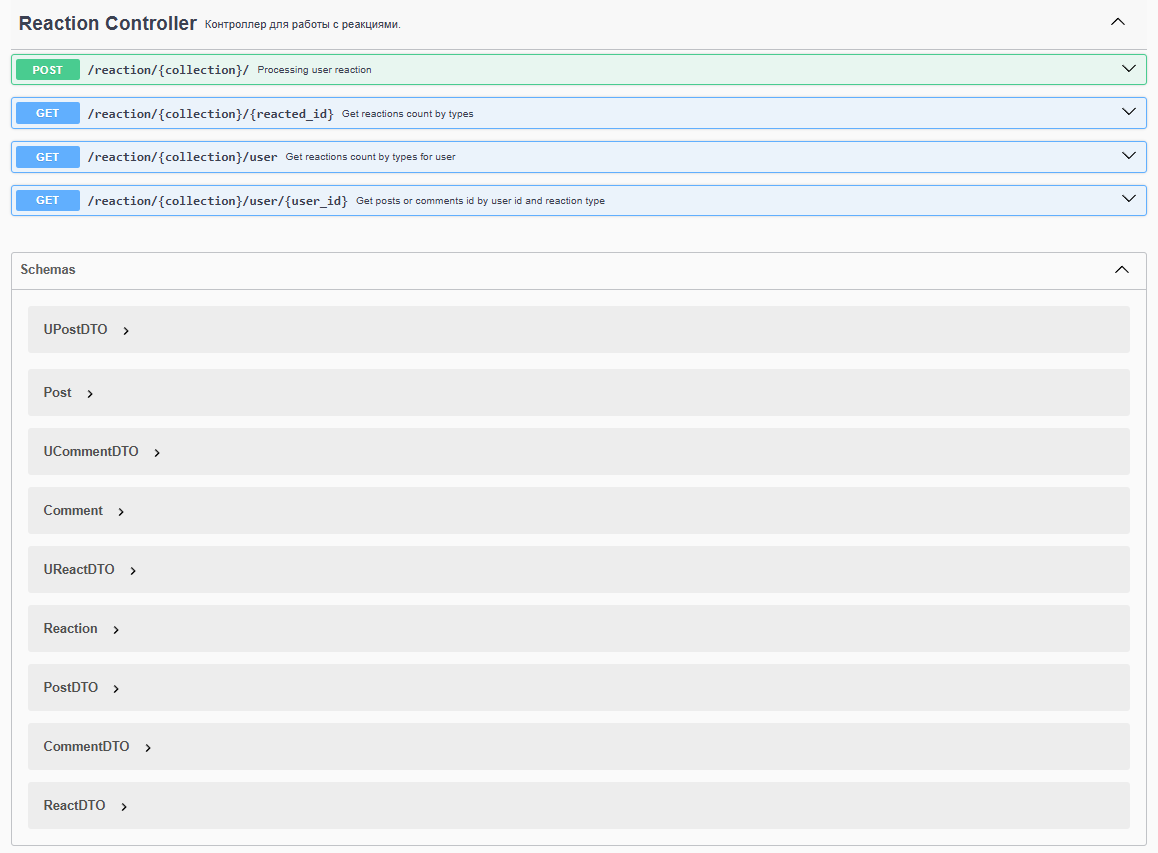 Reaction Controller Контроллер для работы с реакциями.
POST /reaction/{collection}/ Processing user reaction
GET /reaction/{collection}/{reacted_id} Get reactions count by types
GET /reaction/{collection}/user Get reactions count by types for user
GET /reaction/{collection}/user/{user_id} Get posts or comments id by user id and reaction type
Schemas
UPostDTO
Post
UCommentDTO
Comment
UReactDTO
Reaction
PostDTO
CommentDTO
ReactDTO